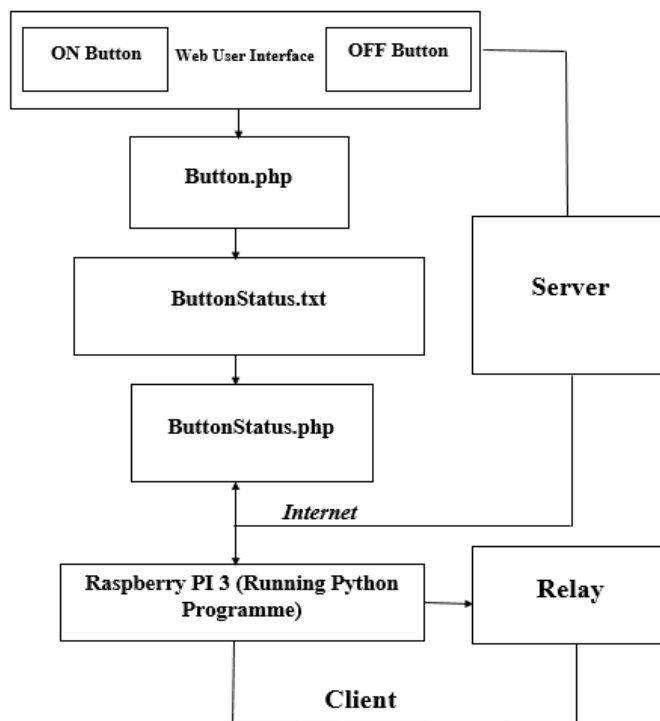 ON Button
Web User Interface
OFF Button
Button.php
ButtonStatus.txt
Server
ButtonStatus.php
Internet
Raspberry PI 3 (Running Python
Programme)
Relay
Client